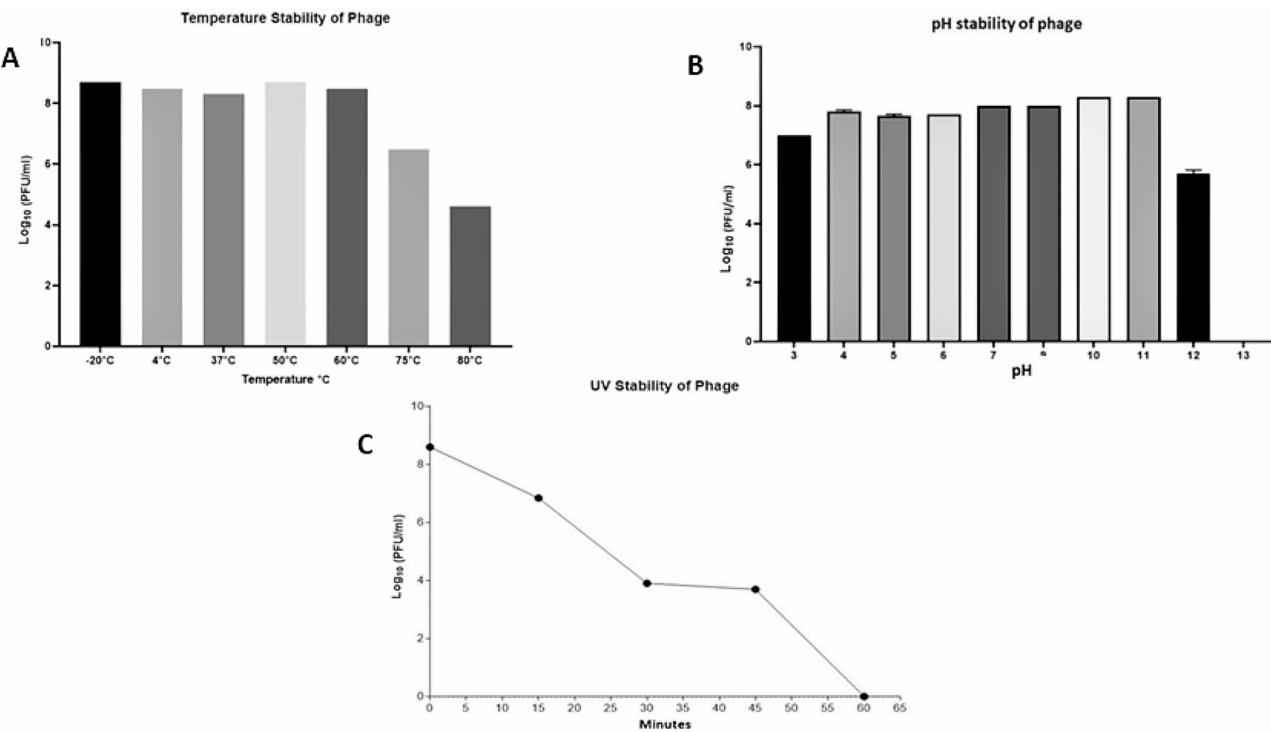 Temperature Stability of Phage
A
Log₁₀ (PFU/ml)
10
8
6
4
2
0
-20°C 4°C 37°C 50°C 60°C 75°C 80°C
Temperature °C
pH stability of phage
B
Log₁₀ (PFU/ml)
10
8
6
4
2
0
3 4 5 6 7 9 10 11 12 13
pH
UV Stability of Phage
C
Log₁₀ (PFU/ml)
10
8
6
4
2
0
0 5 10 15 20 25 30 35 40 45 50 55 60 65
Minutes